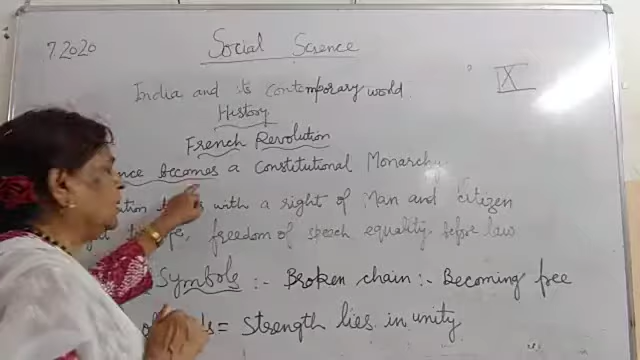 7.2020
Social Science
IX
India and its contemporary world.
History
French Revolution
nce becomes a Constitutional Monarchy.
with a right of Man and citizen
freedom of speech equality before law
Symbols :- Broken chain :- Becoming free
= Strength lies in unity